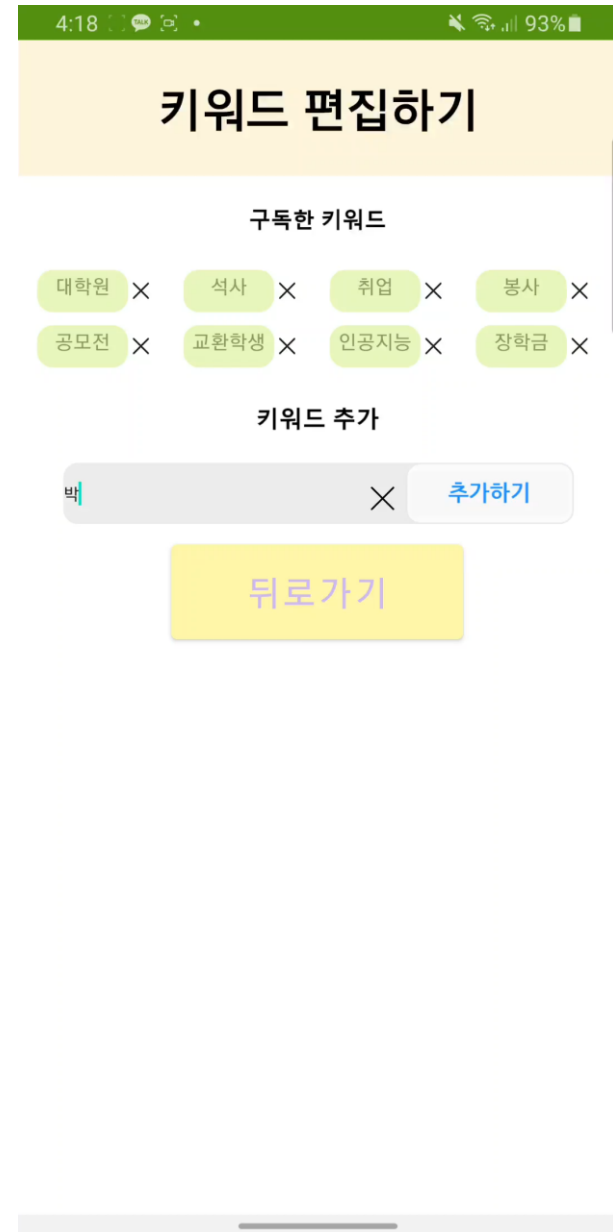 4:18 93%
키워드 편집하기
구독한 키워드
대학원 석사 취업 봉사
공모전 교환학생 인공지능 장학금
키워드 추가
박 추가하기
뒤로가기